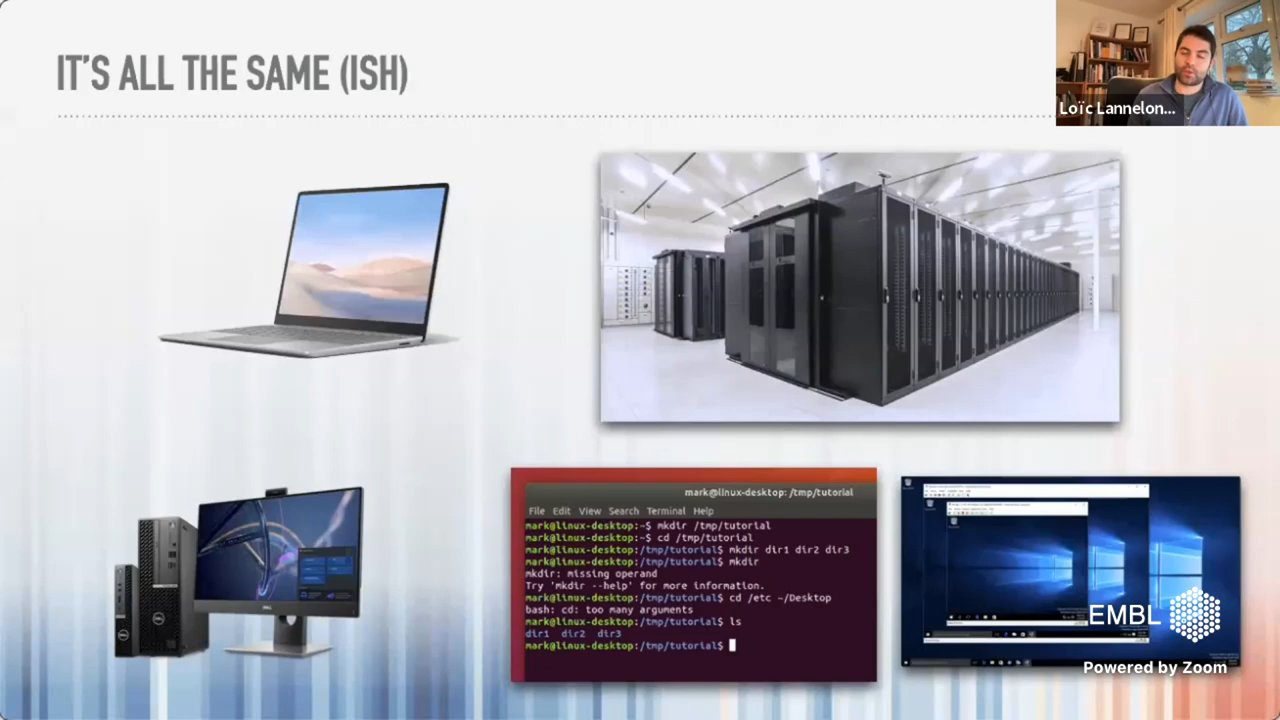 IT'S ALL THE SAME (ISH)
Loïc Lannelon...
mark@linux-desktop: /tmp/tutorial
File Edit View Search Terminal Help
mark@linux-desktop:~$ mkdir /tmp/tutorial
mark@linux-desktop:~$ cd /tmp/tutorial
mark@linux-desktop:/tmp/tutorial$ mkdir dir1 dir2 dir3
mark@linux-desktop:/tmp/tutorial$ mkdir
mkdir: missing operand
Try 'mkdir --help' for more information.
mark@linux-desktop:/tmp/tutorial$ cd /etc ~/Desktop
bash: cd: too many arguments
mark@linux-desktop:/tmp/tutorial$ ls
dir1 dir2 dir3
mark@linux-desktop:/tmp/tutorial$
EMBL
Powered by Zoom